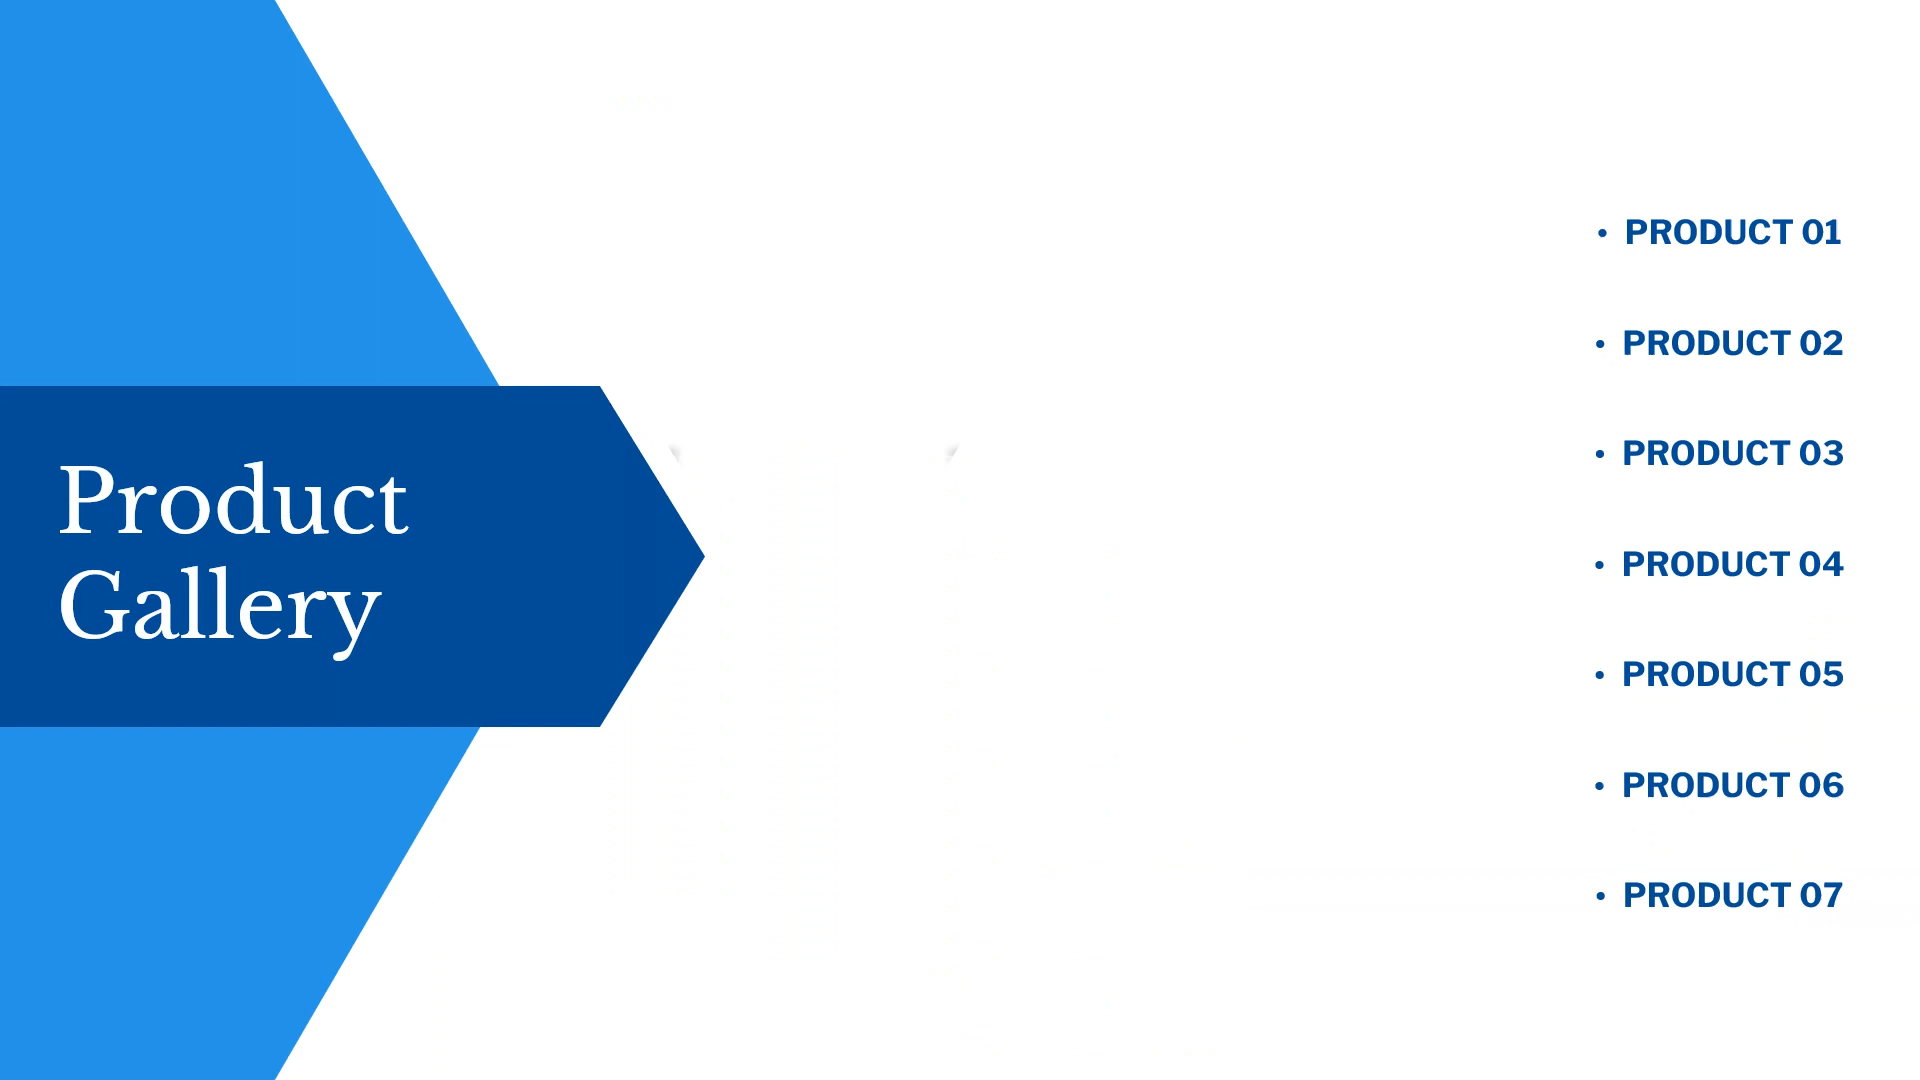 Product
Gallery
• PRODUCT 01
• PRODUCT 02
• PRODUCT 03
• PRODUCT 04
• PRODUCT 05
• PRODUCT 06
• PRODUCT 07